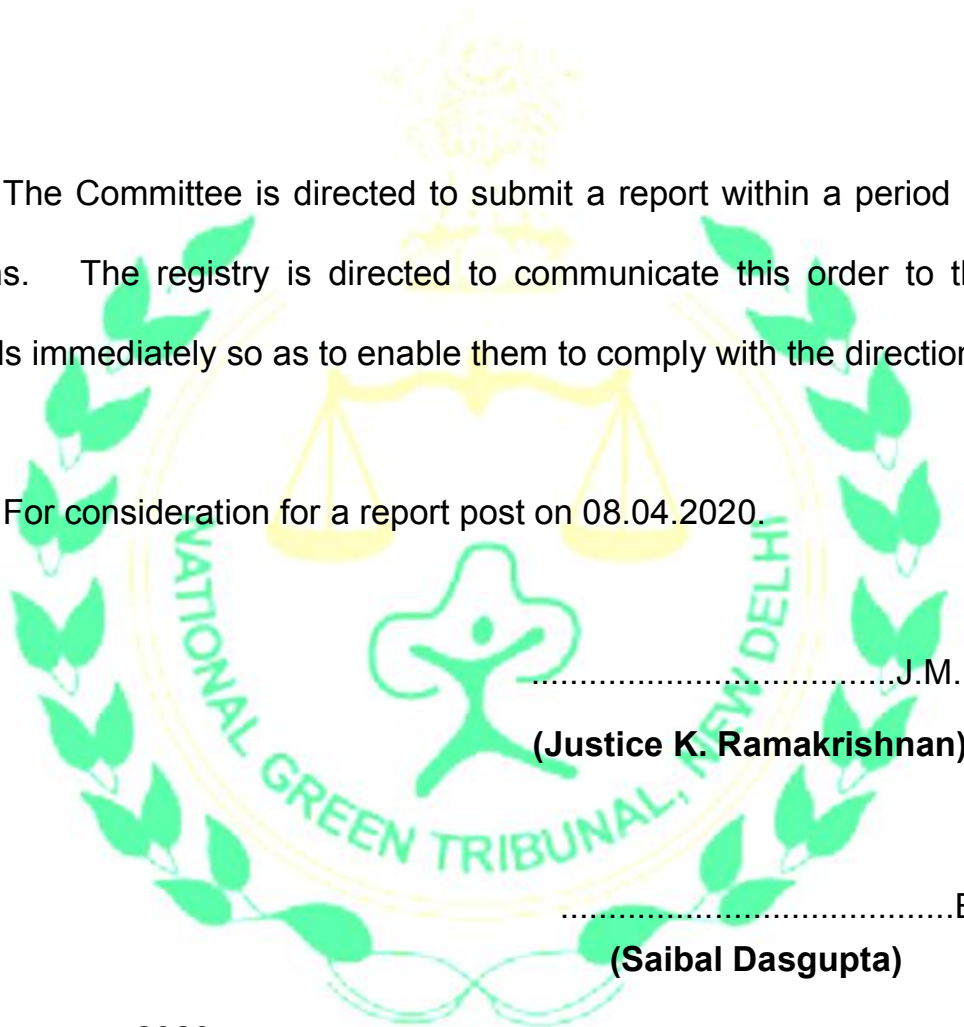 The Committee is directed to submit a report within a period
The registry is directed to communicate this order to
immediately so as to enable them to comply with the
For consideration for a report post on 08.04.2020.
NATIONAL GREEN TRIBUNAL, NEW DELHI
.....................................J.M.
(Justice K. Ramakrishnan)
(Saibal Dasgupta)